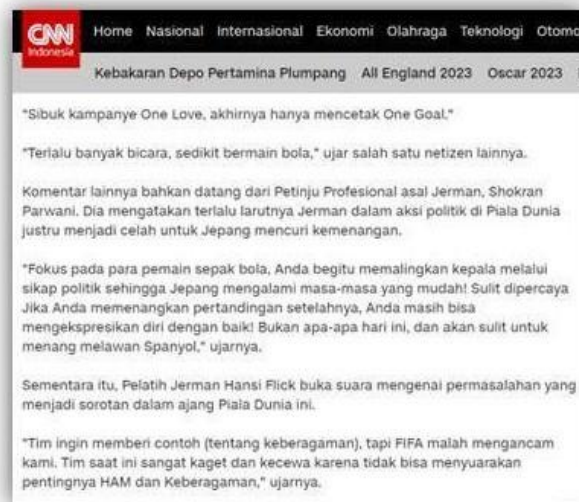 CNN
Indonesia
Home Nasional Internasional Ekonomi Olahraga Teknologi Otomo
Kebakaran Depo Pertamina Plumpang All England 2023 Oscar 2023
"Sibuk kampanye One Love, akhirnya hanya mencetak One Goal."
"Terlalu banyak bicara, sedikit bermain bola," ujar salah satu netizen lainnya.
Komentar lainnya bahkan datang dari Petinju Profesional asal Jerman, Shokran
Parwani. Dia mengatakan terlalu larutnya Jerman dalam aksi politik di Piala Dunia
justru menjadi celah untuk Jepang mencuri kemenangan.
"Fokus pada para pemain sepak bola, Anda begitu memalingkan kepala melalui
sikap politik sehingga Jepang mengalami masa-masa yang mudah! Sulit dipercaya
Jika Anda memenangkan pertandingan setelahnya, Anda masih bisa
mengekspresikan diri dengan baik! Bukan apa-apa hari ini, dan akan sulit untuk
menang melawan Spanyol," ujarnya.
Sementara itu, Pelatih Jerman Hansi Flick buka suara mengenai permasalahan yang
menjadi sorotan dalam ajang Piala Dunia ini.
"Tim ingin memberi contoh (tentang keberagaman), tapi FIFA malah mengancam
kami. Tim saat ini sangat kaget dan kecewa karena tidak bisa menyuarakan
pentingnya HAM dan Keberagaman," ujarnya.